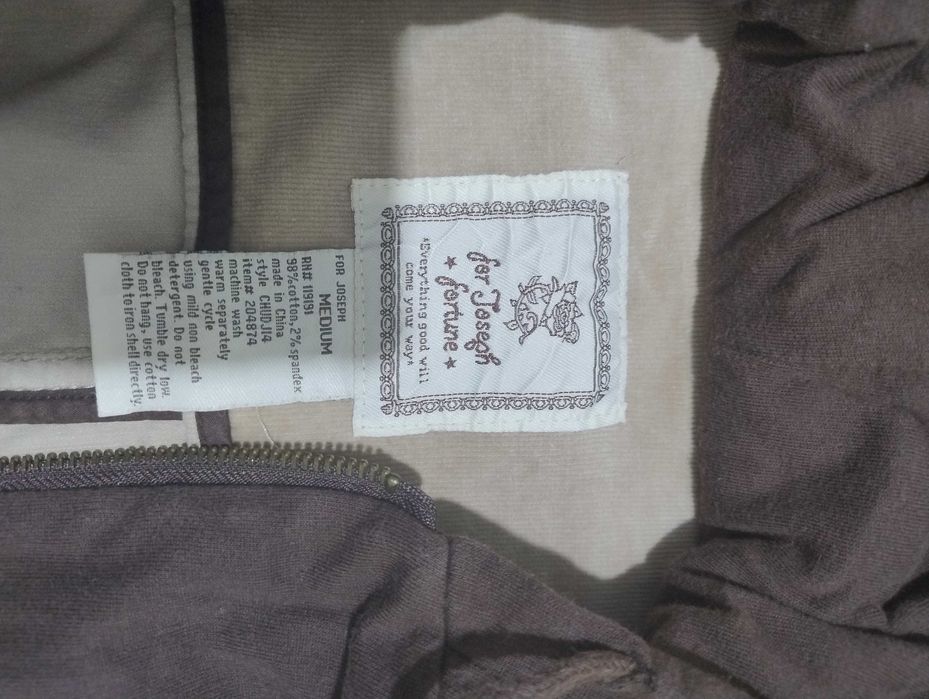 for Joseph
★ fortune ★
*Everything good will
come your way*
FOR JOSEPH
MEDIUM
RN# 119191
98% cotton, 2% spandex
made in China
style CHUDJ14
item# 204874
machine wash
warm separately
gentle cycle
using mild non bleach
detergent. Do not
bleach. Tumble dry low.
Do not hang, use cotton
cloth to iron shell directly.